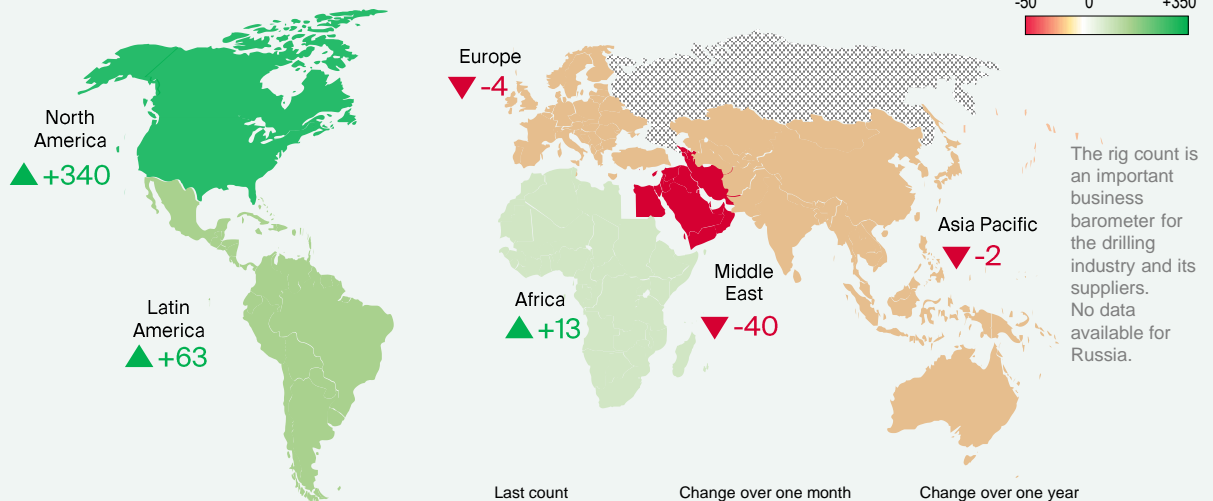 -50 0 +350
Europe
-4
North
America
+340
The rig count is
an important
business
barometer for
the drilling
industry and its
suppliers.
No data
available for
Russia.
Asia Pacific
-2
Middle
East
-40
Africa
+13
Latin
America
+63
Last count Change over one month Change over one year